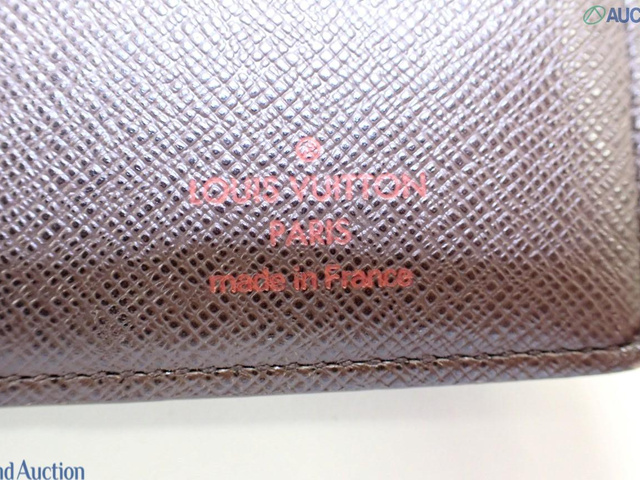 AUC
®
LOUIS VUITTON
PARIS
made in France
nd Auction